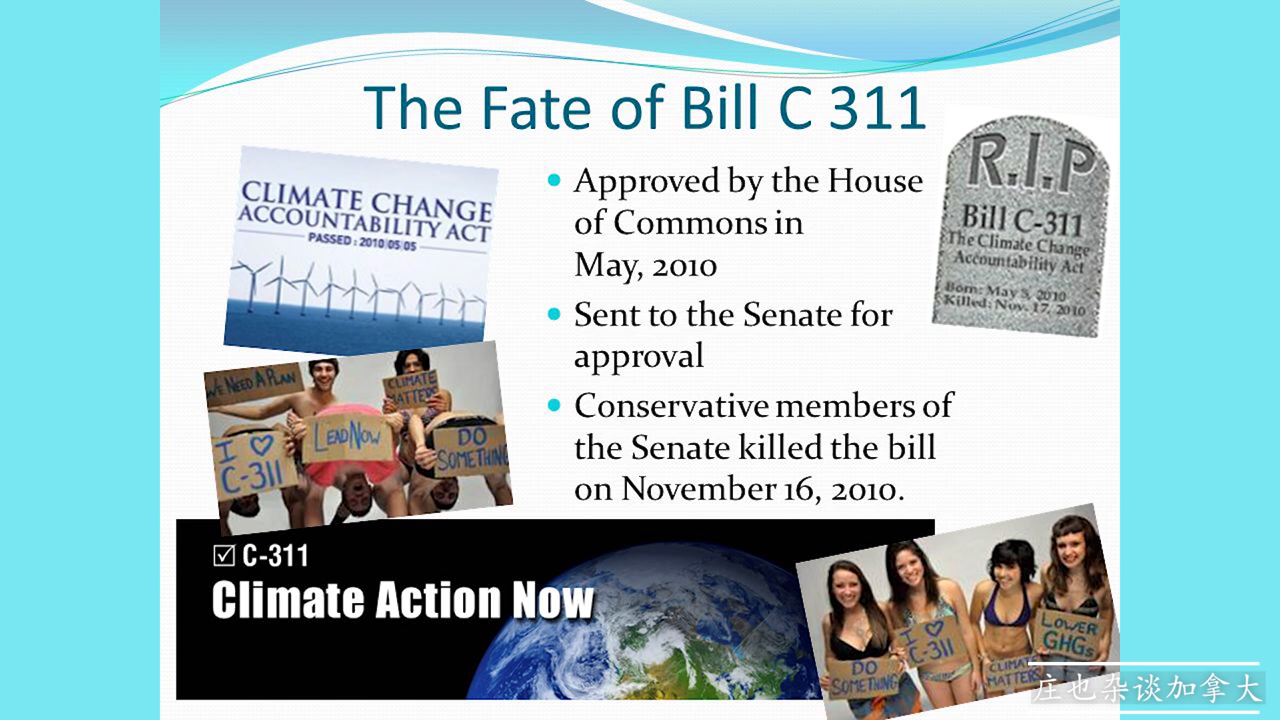 The Fate of Bill C 311
CLIMATE CHANGE
ACCOUNTABILITY ACT
PASSED : 2010|05|05
• Approved by the House
of Commons in
May, 2010
• Sent to the Senate for
approval
• Conservative members of
the Senate killed the bill
on November 16, 2010.
R.I.P
Bill C-311
The Climate Change
Accountability Act
Born: May 5, 2010
Killed: Nov. 17, 2010
WE NEED A PLAN
CLIMATE
MATTERS
I ♡
C-311
LEAD NOW
DO
SOMETHING
☑ C-311
Climate Action Now
DO
SOMETHING
I ♡
C-311
CLIMATE
MATTERS
LOWER
GHGs
庄也杂谈加拿大